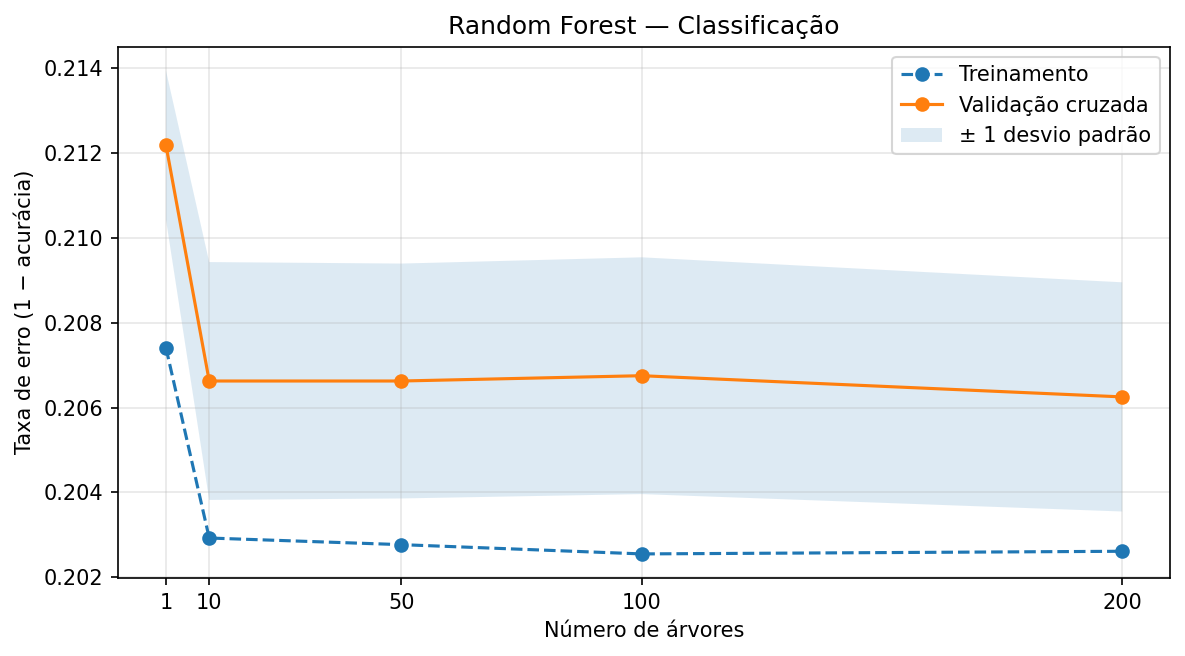 Random Forest — Classificação
Treinamento
Validação cruzada
± 1 desvio padrão
Taxa de erro (1 − acurácia)
0.214
0.212
0.210
0.208
0.206
0.204
0.202
1 10 50 100 200
Número de árvores